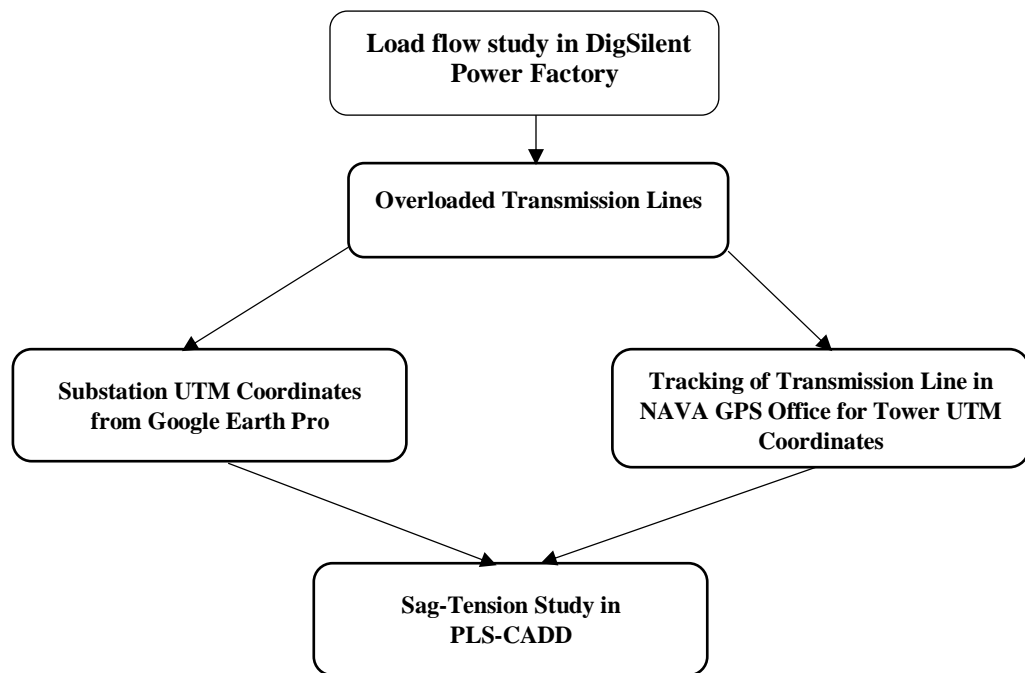 Load flow study in DigSilent
Power Factory
Overloaded Transmission Lines
Substation UTM Coordinates
from Google Earth Pro
Tracking of Transmission Line in
NAVA GPS Office for Tower UTM
Coordinates
Sag-Tension Study in
PLS-CADD